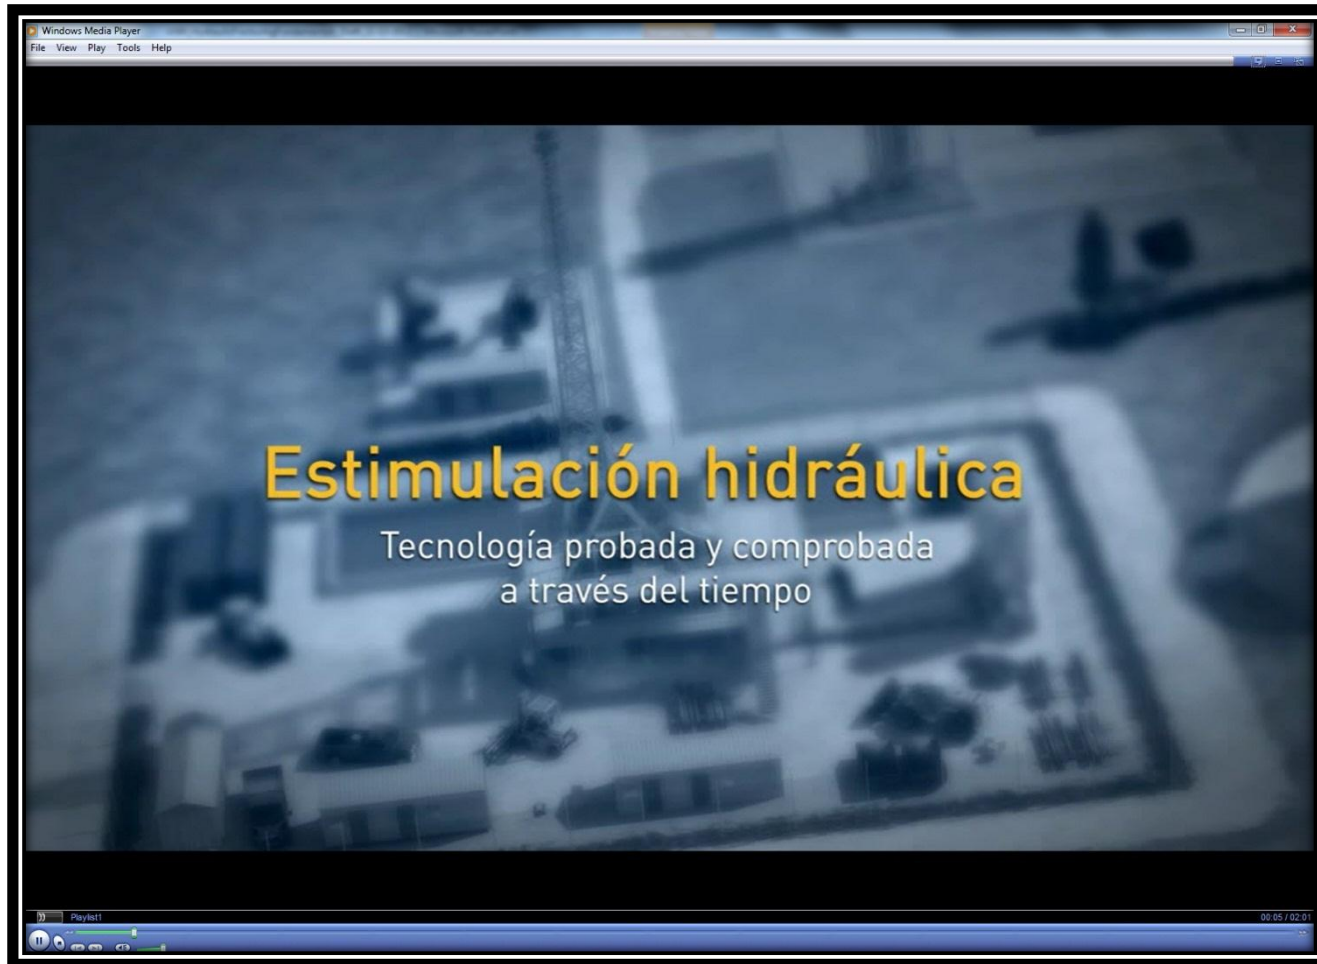 Windows Media Player
File View Play Tools Help
Estimulación hidráulica
Tecnología probada y comprobada
a través del tiempo
Playlist1
00:05 / 02:01